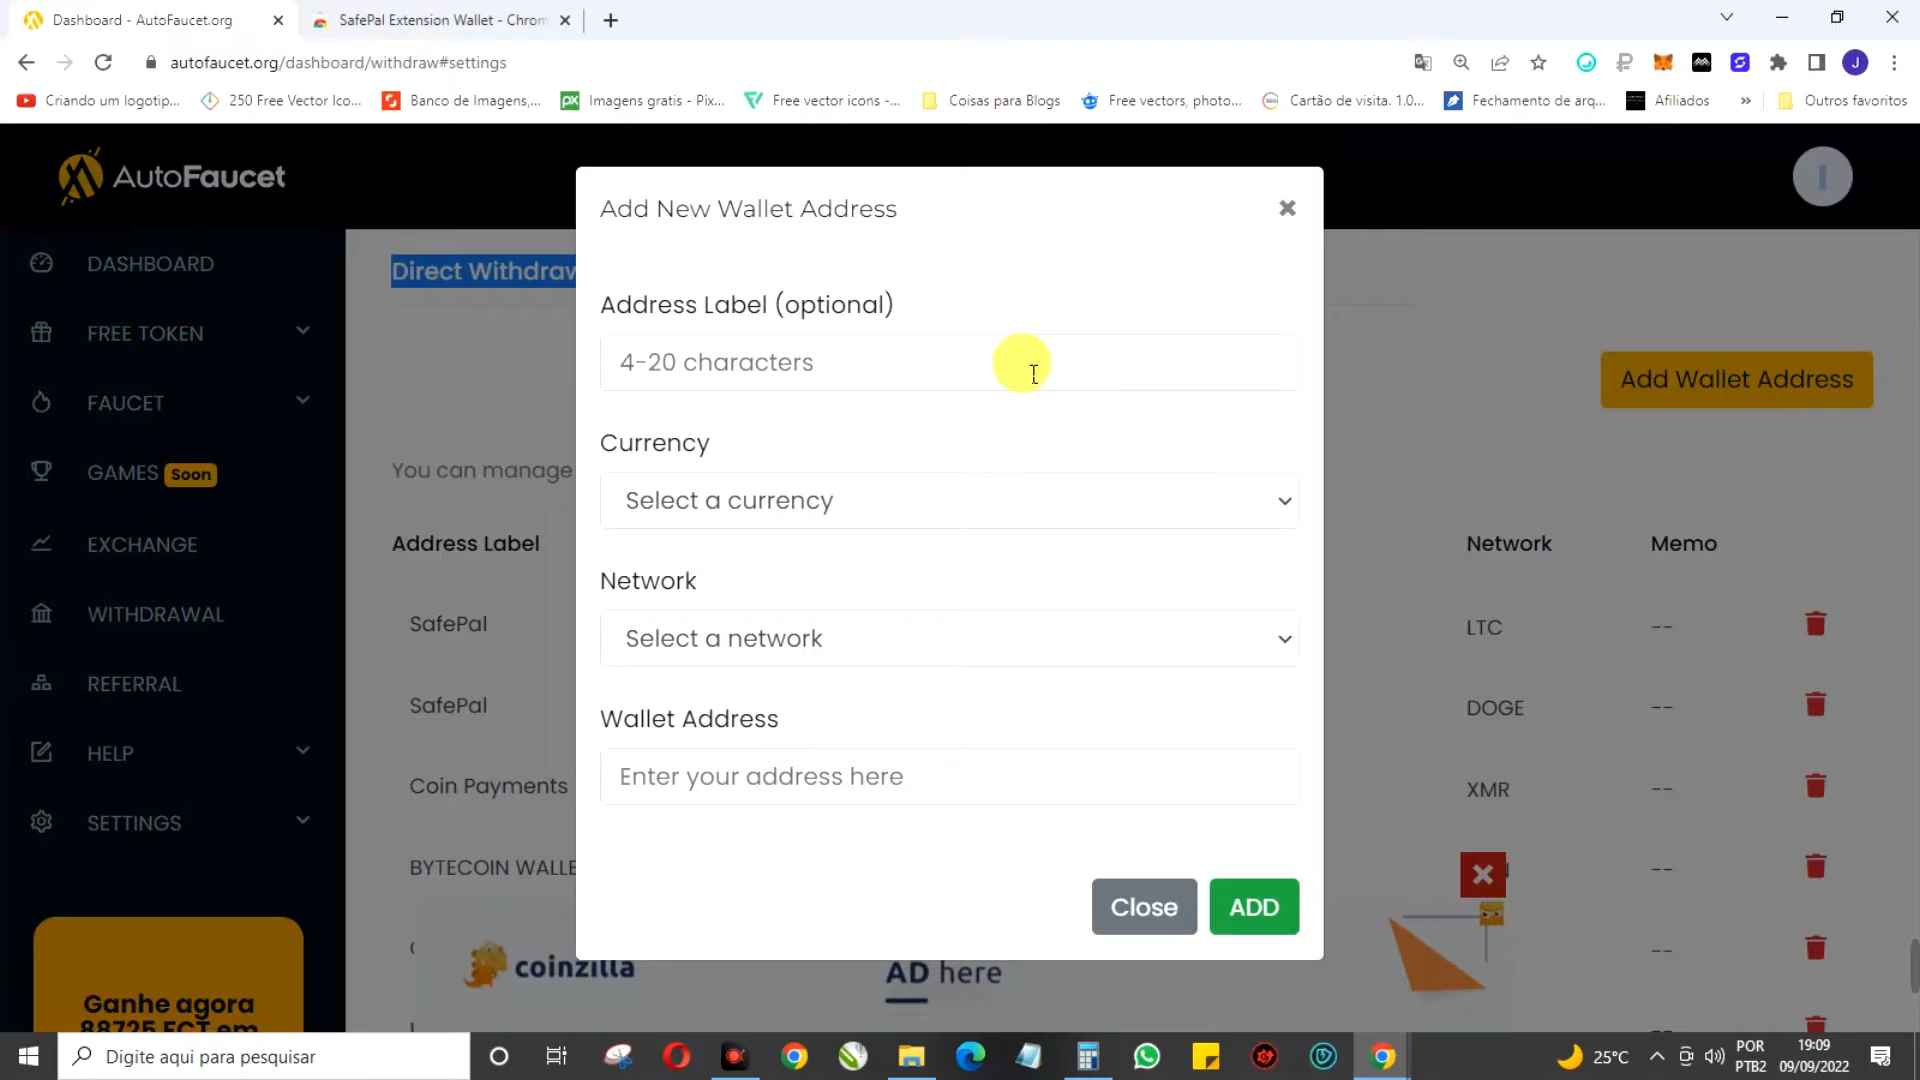 Dashboard - AutoFaucet.org
SafePal Extension Wallet - Chrom
autofaucet.org/dashboard/withdraw#settings
J
Criando um logotip...
250 Free Vector Ico...
Banco de Imagens,...
px
Imagens gratis - Pix...
Free vector icons -...
Coisas para Blogs
Free vectors, photo...
Cartão de visita. 1.0...
Fechamento de arq...
Afiliados
»
Outros favoritos
AutoFaucet
I
DASHBOARD
FREE TOKEN
FAUCET
GAMES Soon
EXCHANGE
WITHDRAWAL
REFERRAL
HELP
SETTINGS
Ganhe agora
88725 FCT em
Direct Withdraw
Add Wallet Address
You can manage
Address Label
Network
Memo
SafePal
LTC
--
SafePal
DOGE
--
Coin Payments
XMR
--
BYTECOIN WALLE
--
--
Add New Wallet Address
Address Label (optional)
4-20 characters
Currency
Select a currency
Network
Select a network
Wallet Address
Enter your address here
Close
ADD
coinzilla
AD here
Digite aqui para pesquisar
25°C
POR
PTB2
19:09
09/09/2022